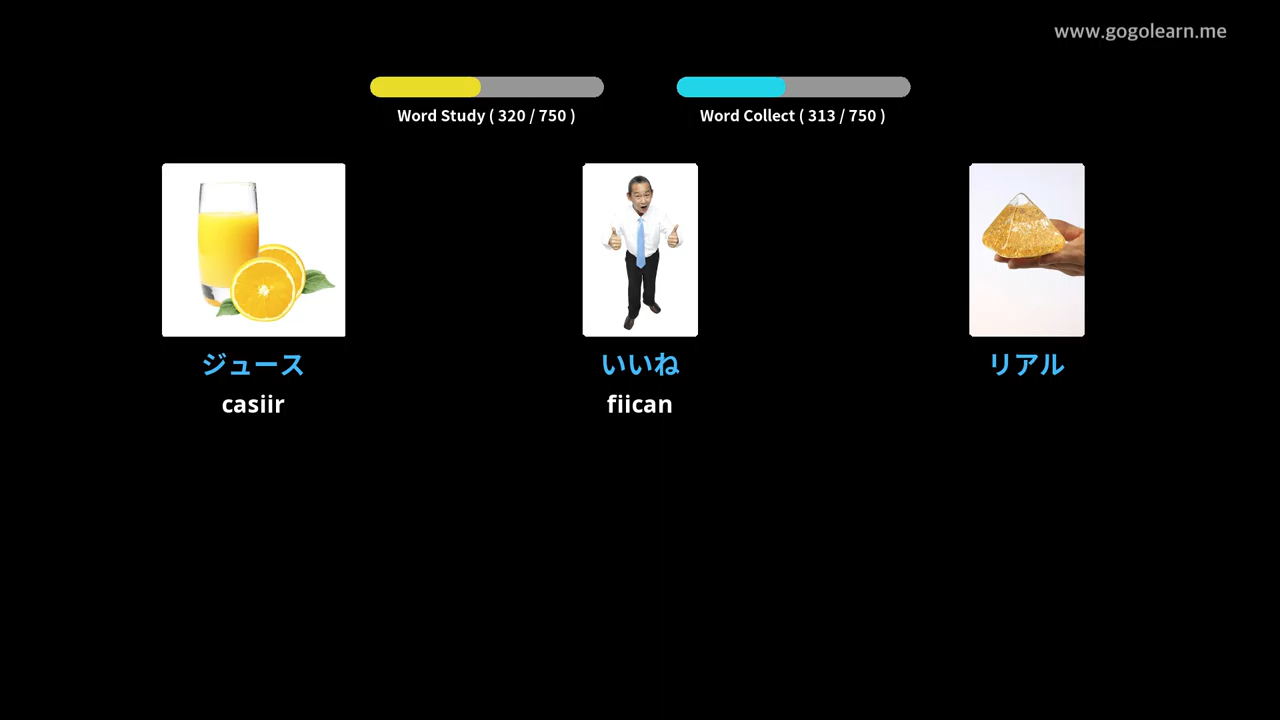 www.gogolearn.me
Word Study ( 320 / 750 )
Word Collect ( 313 / 750 )
ジュース
いいね
リアル
casiir
fiican